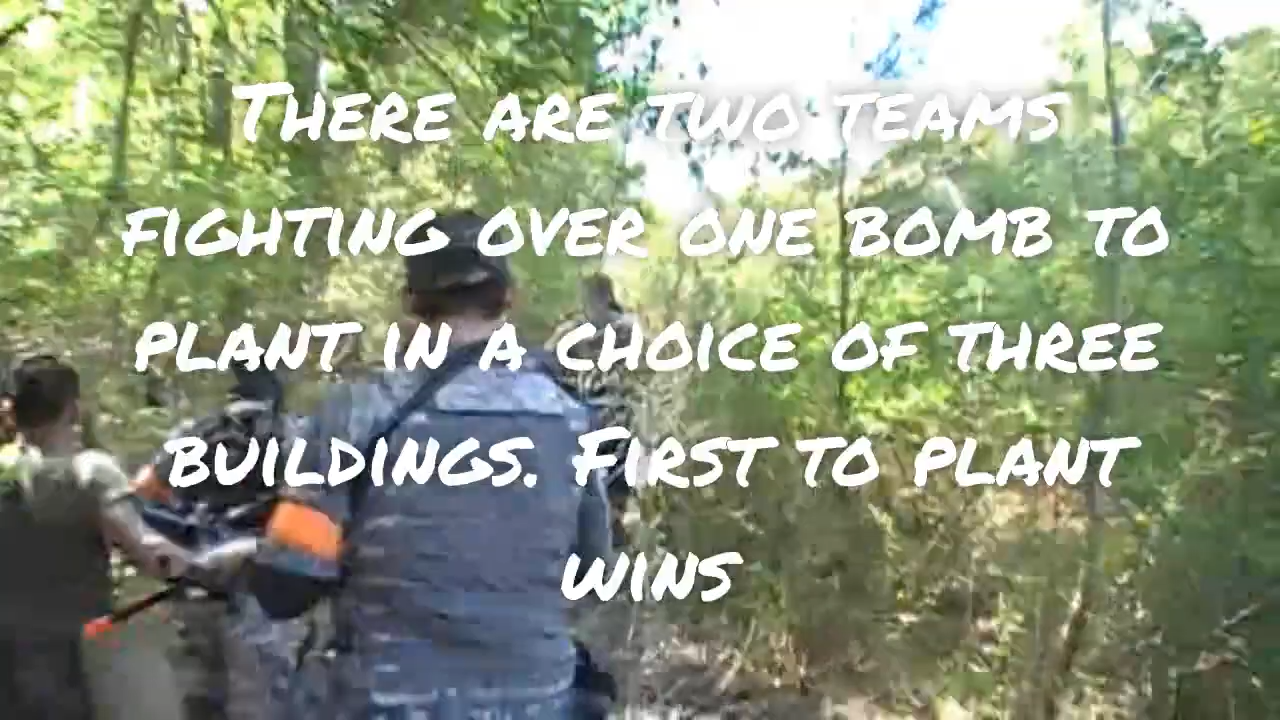 There are two teams
fighting over one bomb to
plant in a choice of three
buildings. First to plant
wins